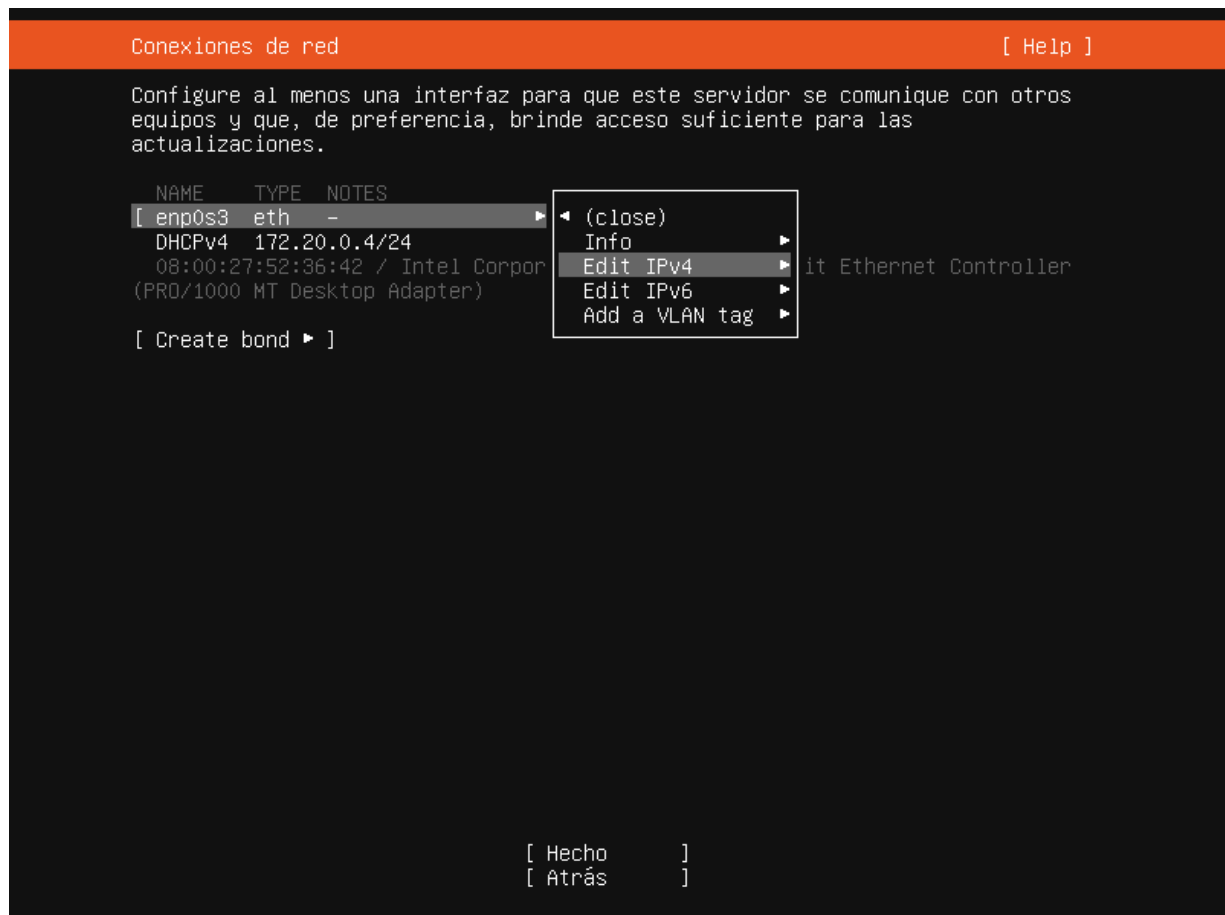 Conexiones de red [ Help ]
Configure al menos una interfaz para que este servidor se comunique con otros
equipos y que, de preferencia, brinde acceso suficiente para las
actualizaciones.
NAME TYPE NOTES
[ enp0s3 eth – ▸
DHCPv4 172.20.0.4/24
08:00:27:52:36:42 / Intel Corpor it Ethernet Controller
(PRO/1000 MT Desktop Adapter)
◂ (close)
Info ▸
Edit IPv4 ▸
Edit IPv6 ▸
Add a VLAN tag ▸
[ Create bond ▸ ]
[ Hecho ]
[ Atrás ]